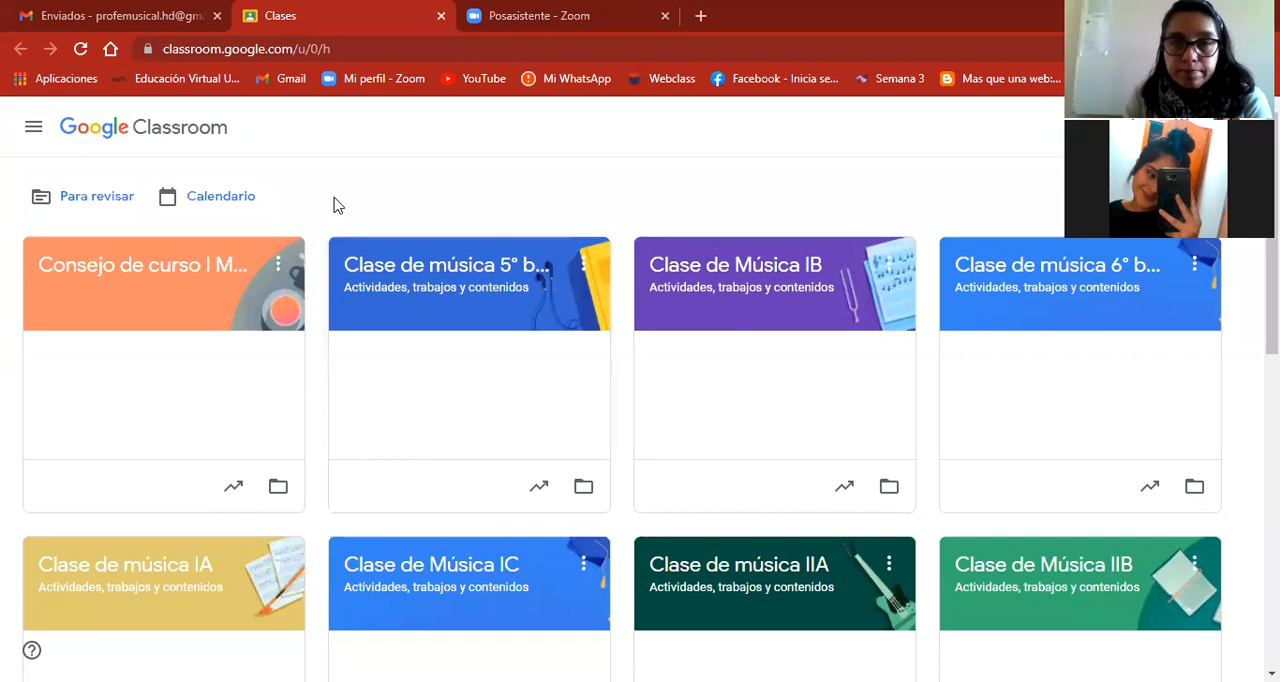 Enviados - profemusical.hd@gm
Clases
Posasistente - Zoom
classroom.google.com/u/0/h
Aplicaciones
Educación Virtual U...
Gmail
Mi perfil - Zoom
YouTube
Mi WhatsApp
Webclass
Facebook - Inicia se...
Semana 3
Mas que una web:...
Google Classroom
Para revisar
Calendario
Consejo de curso I M...
Clase de música 5° b...
Actividades, trabajos y contenidos
Clase de Música IB
Actividades, trabajos y contenidos
Clase de música 6° b...
Actividades, trabajos y contenidos
Clase de música IA
Actividades, trabajos y contenidos
Clase de Música IC
Actividades, trabajos y contenidos
Clase de música IIA
Actividades, trabajos y contenidos
Clase de Música IIB
Actividades, trabajos y contenidos